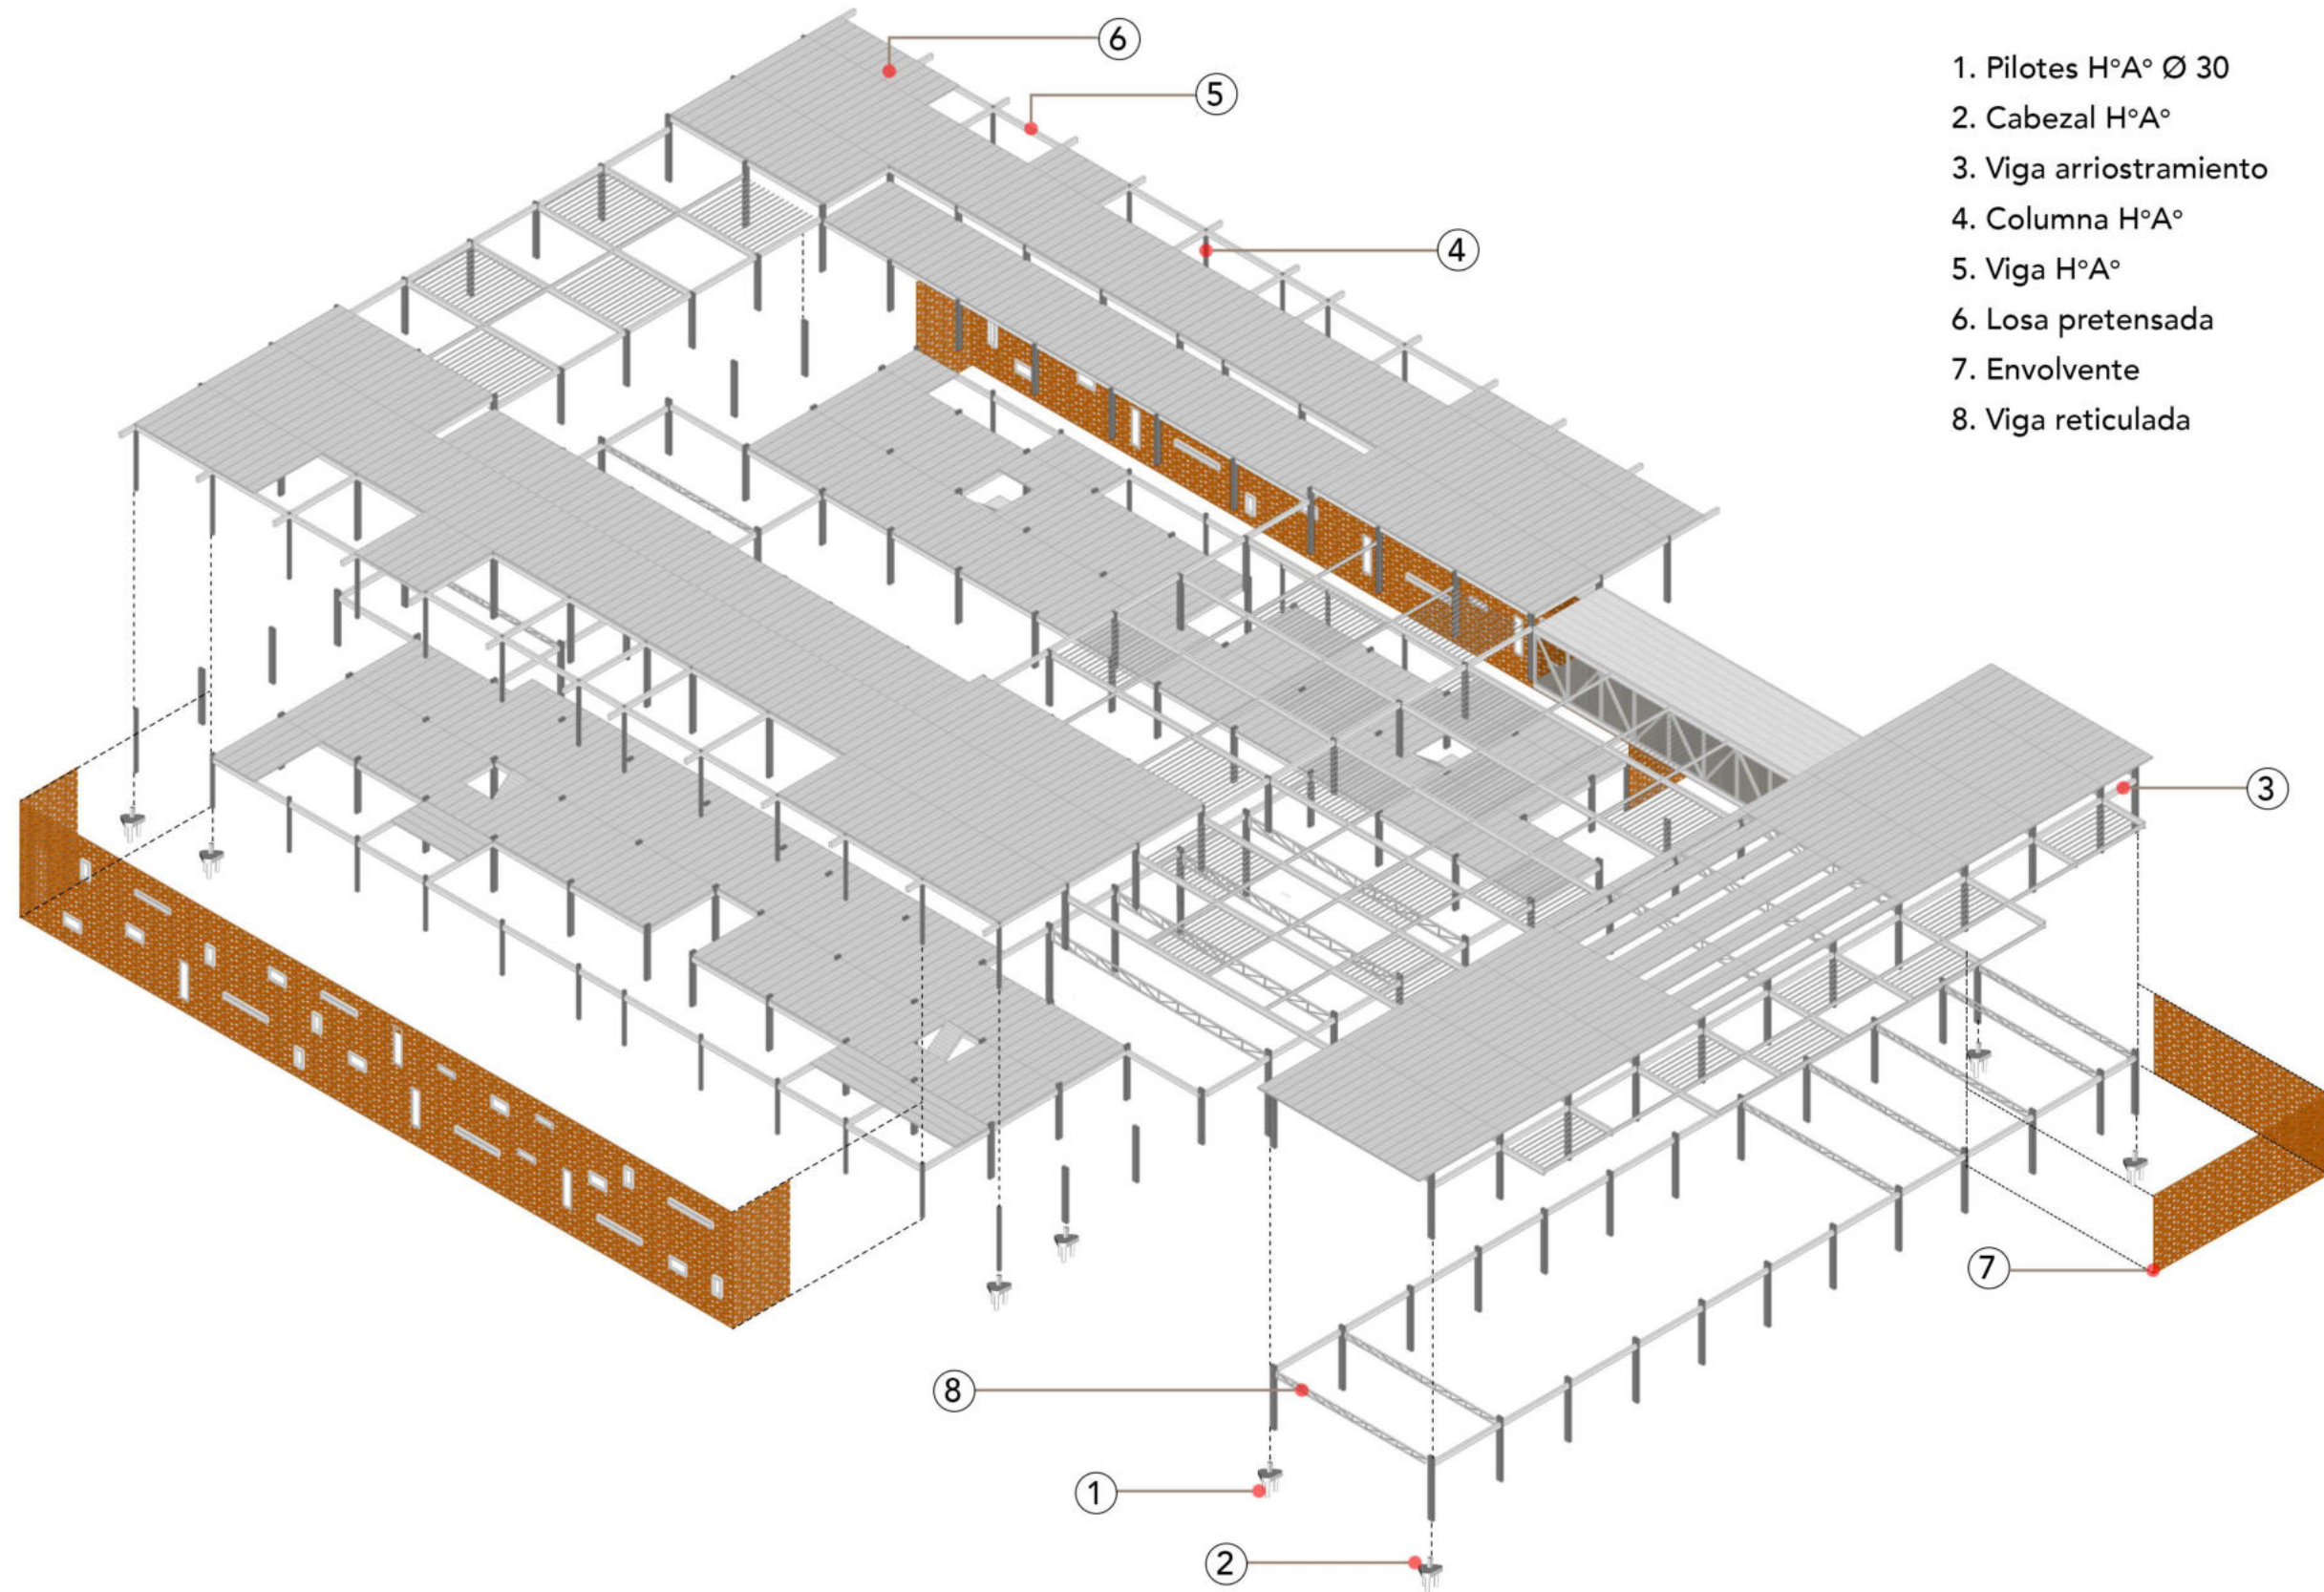 6
5
4
3
7
8
1
2
1. Pilotes H°A° Ø 30
2. Cabezal H°A°
3. Viga arriostramiento
4. Columna H°A°
5. Viga H°A°
6. Losa pretensada
7. Envolvente
8. Viga reticulada